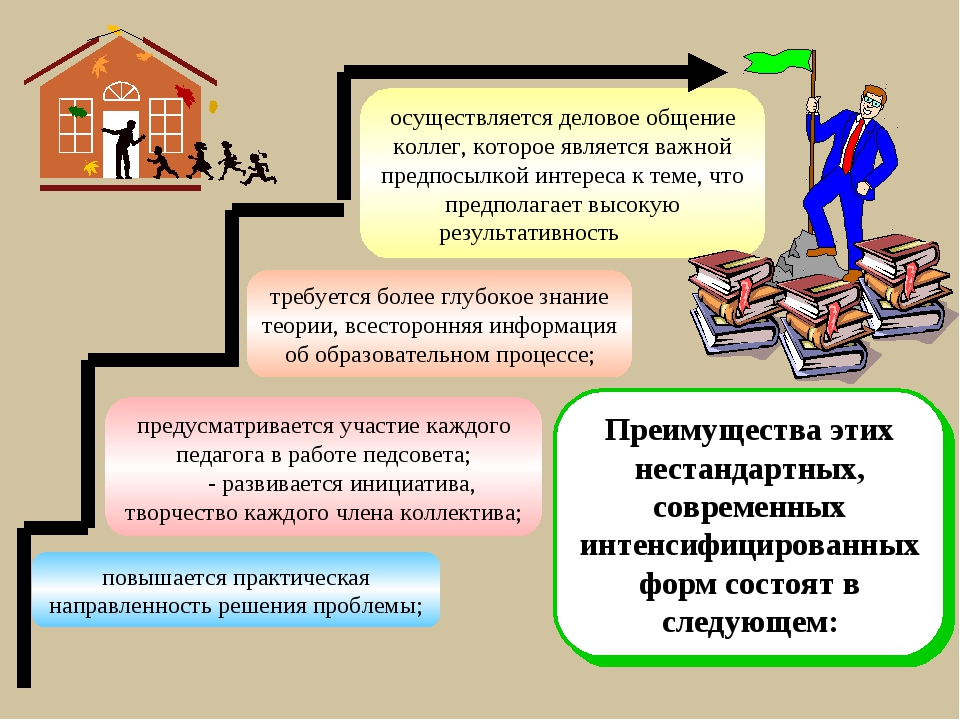 осуществляется деловое общение
коллег, которое является важной
предпосылкой интереса к теме, что
предполагает высокую
результативность
требуется более глубокое знание
теории, всесторонняя информация
об образовательном процессе;
предусматривается участие каждого
педагога в работе педсовета;
- развивается инициатива,
творчество каждого члена коллектива;
повышается практическая
направленность решения проблемы;
Преимущества этих
нестандартных,
современных
интенсифицированных
форм состоят в
следующем: